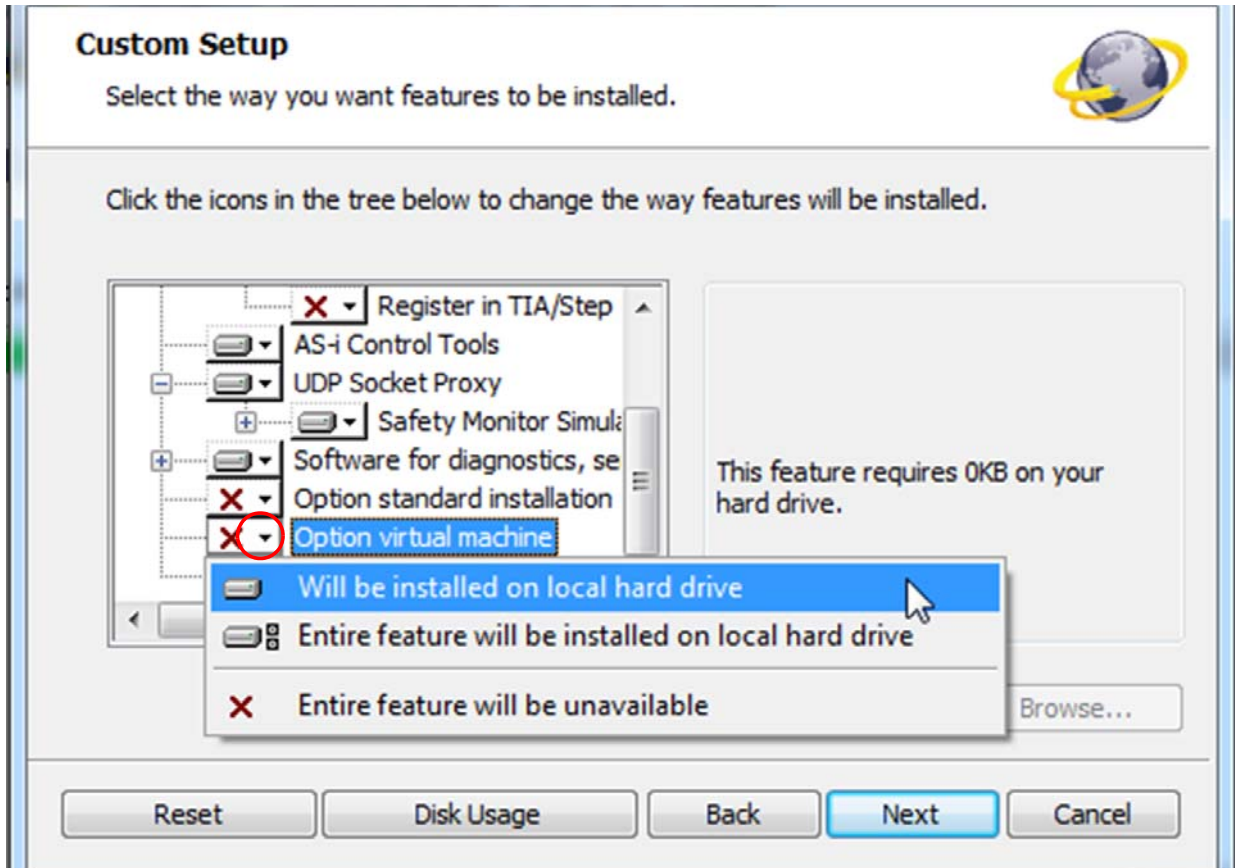 Custom Setup
Select the way you want features to be installed.
Click the icons in the tree below to change the way features will be installed.
Register in TIA/Step
AS-i Control Tools
UDP Socket Proxy
Safety Monitor Simula
Software for diagnostics, se
Option standard installation
Option virtual machine
This feature requires 0KB on your
hard drive.
Will be installed on local hard drive
Entire feature will be installed on local hard drive
Entire feature will be unavailable
Browse...
Reset
Disk Usage
Back
Next
Cancel